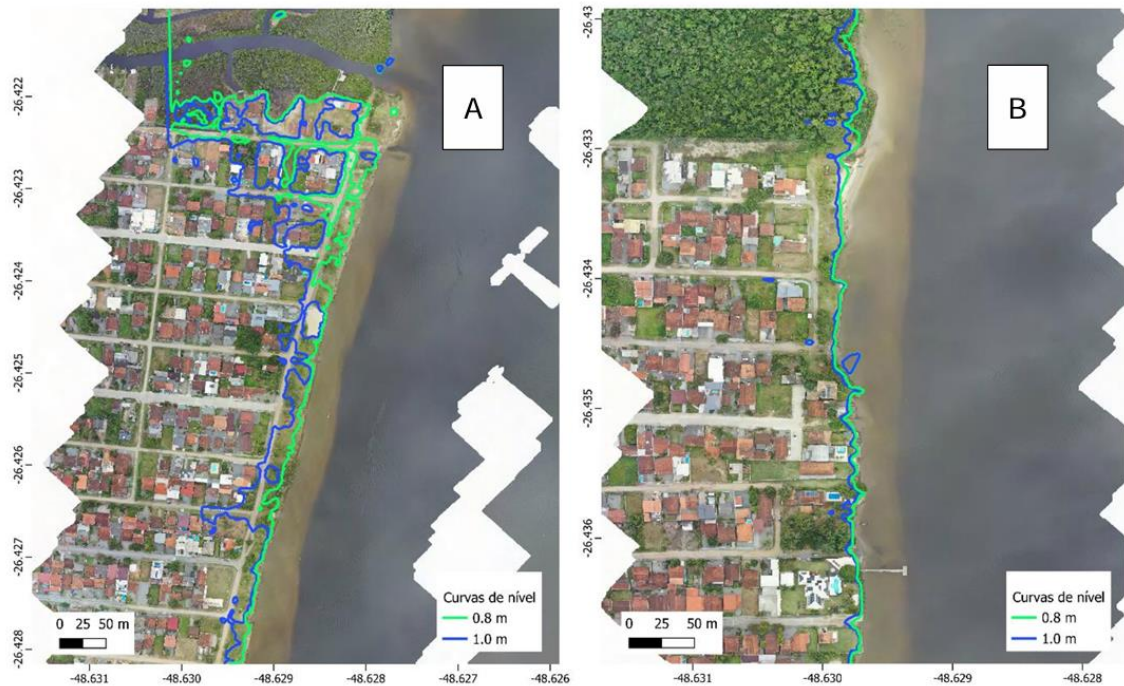 A
-26.422
-26.423
-26.424
-26.425
-26.426
-26.427
-26.428
Curvas de nível
0.8 m
1.0 m
0 25 50 m
-48.631 -48.630 -48.629 -48.628 -48.627 -48.626
B
-26.43
-26.433
-26.434
-26.435
-26.436
Curvas de nível
0.8 m
1.0 m
0 25 50 m
-48.631 -48.630 -48.629 -48.628